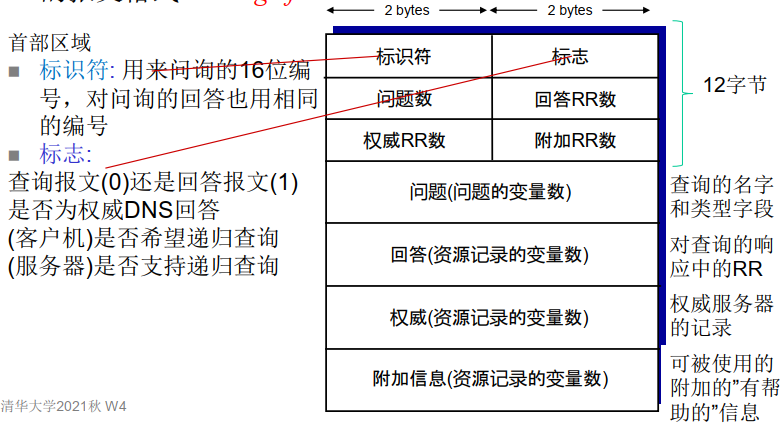 2 bytes 2 bytes
首部区域
标识符: 用来问询的16位编
号，对问询的回答也用相同
的编号
标志:
查询报文(0)还是回答报文(1)
是否为权威DNS回答
(客户机)是否希望递归查询
(服务器)是否支持递归查询
标识符 标志
问题数 回答RR数
权威RR数 附加RR数
12字节
问题(问题的变量数)
查询的名字
和类型字段
回答(资源记录的变量数)
对查询的响
应中的RR
权威(资源记录的变量数)
权威服务器
的记录
附加信息(资源记录的变量数)
可被使用的
附加的”有帮
助的”信息
清华大学2021秋 W4